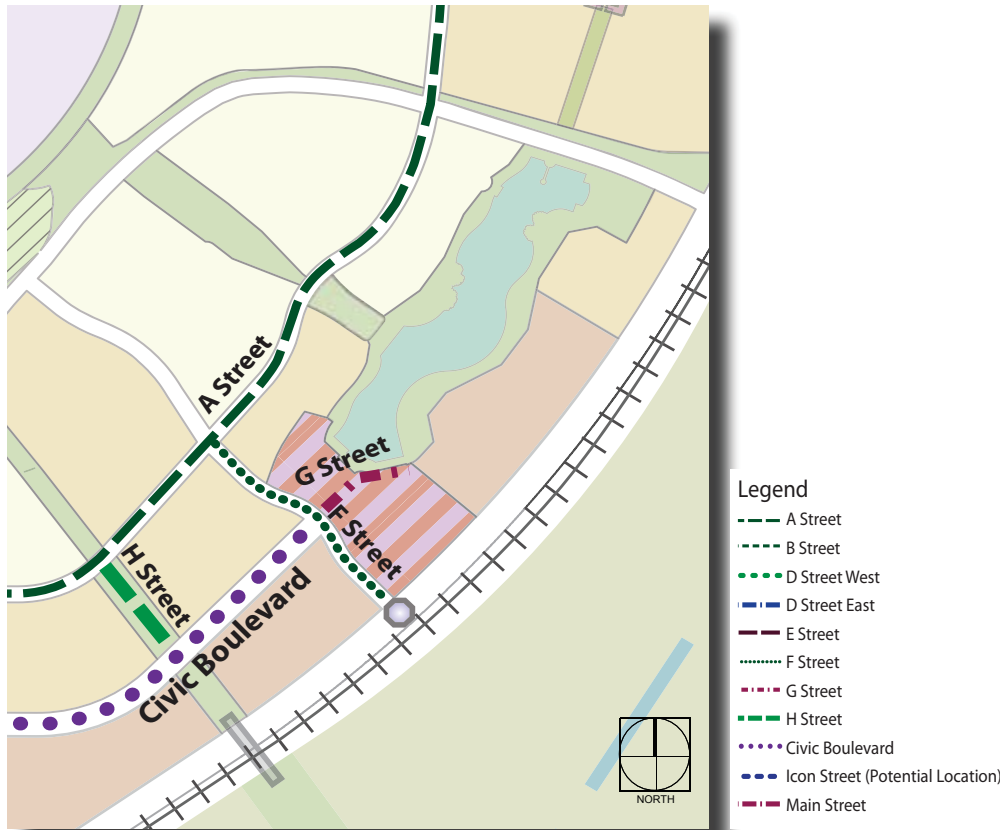 A Street
G Street
F Street
H Street
Civic Boulevard
NORTH
Legend
A Street
B Street
D Street West
D Street East
E Street
F Street
G Street
H Street
Civic Boulevard
Icon Street (Potential Location)
Main Street